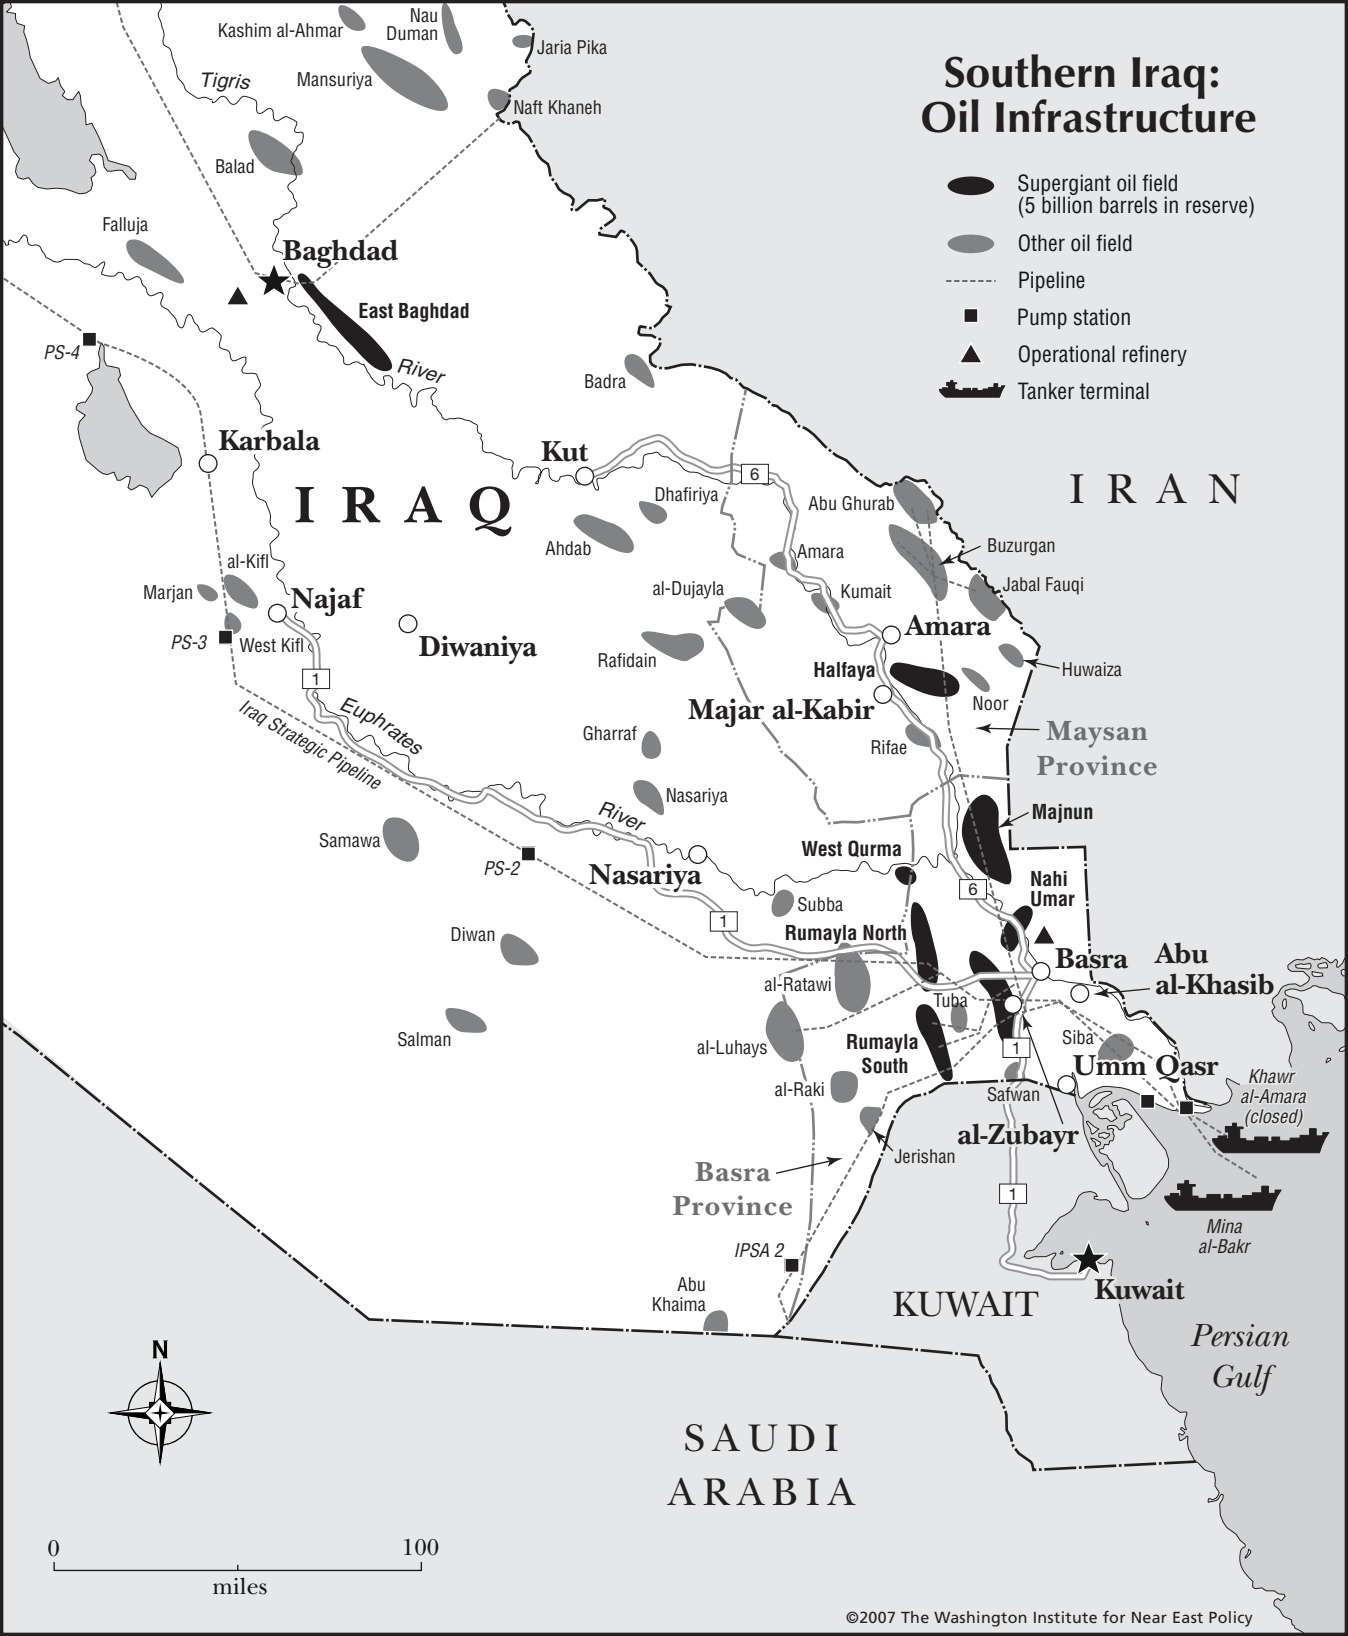 Southern Iraq:
Oil Infrastructure
Supergiant oil field
(5 billion barrels in reserve)
Other oil field
Pipeline
Pump station
Operational refinery
Tanker terminal
Kashim al-Ahmar
Nau
Duman
Jaria Pika
Mansuriya
Naft Khaneh
Tigris
Balad
Falluja
Baghdad
East Baghdad
River
PS-4
Badra
Karbala
Kut
6
IRAQ
IRAN
Dhafiriya
Abu Ghurab
Ahdab
Amara
Buzurgan
al-Kifl
Marjan
al-Dujayla
Kumait
Jabal Fauqi
Najaf
Diwaniya
Amara
PS-3
West Kifl
Rafidain
Halfaya
Huwaiza
1
Noor
Majar al-Kabir
Euphrates
Iraq Strategic Pipeline
Gharraf
Rifae
Maysan
Province
Nasariya
Majnun
River
Samawa
West Qurma
PS-2
Nasariya
6
Nahi
Umar
Subba
1
Rumayla North
Diwan
Basra
Abu
al-Khasib
al-Ratawi
Tuba
Salman
al-Luhays
Rumayla
South
1
Siba
Umm Qasr
al-Raki
Safwan
Khawr
al-Amara
(closed)
al-Zubayr
Jerishan
Basra
Province
1
Mina
al-Bakr
IPSA 2
Abu
Khaima
KUWAIT
Kuwait
Persian
Gulf
N
SAUDI
ARABIA
0 100
miles
©2007 The Washington Institute for Near East Policy